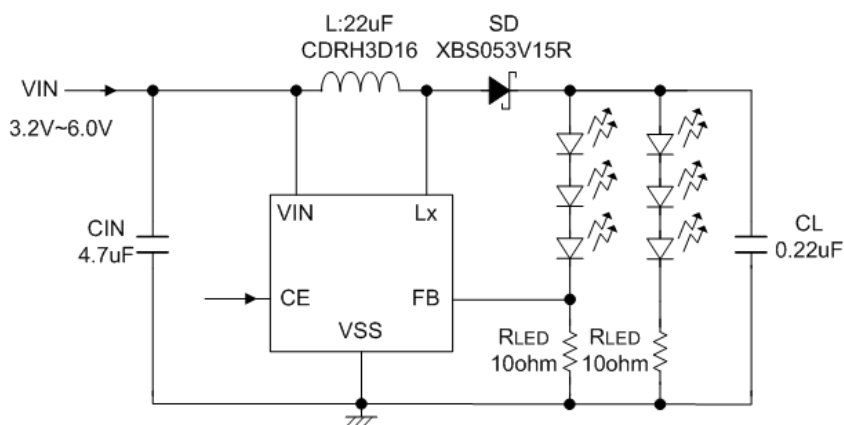 L:22uF
CDRH3D16
SD
XBS053V15R
VIN
3.2V~6.0V
CIN
4.7uF
VIN
Lx
CE
FB
VSS
RLED
10ohm
RLED
10ohm
CL
0.22uF